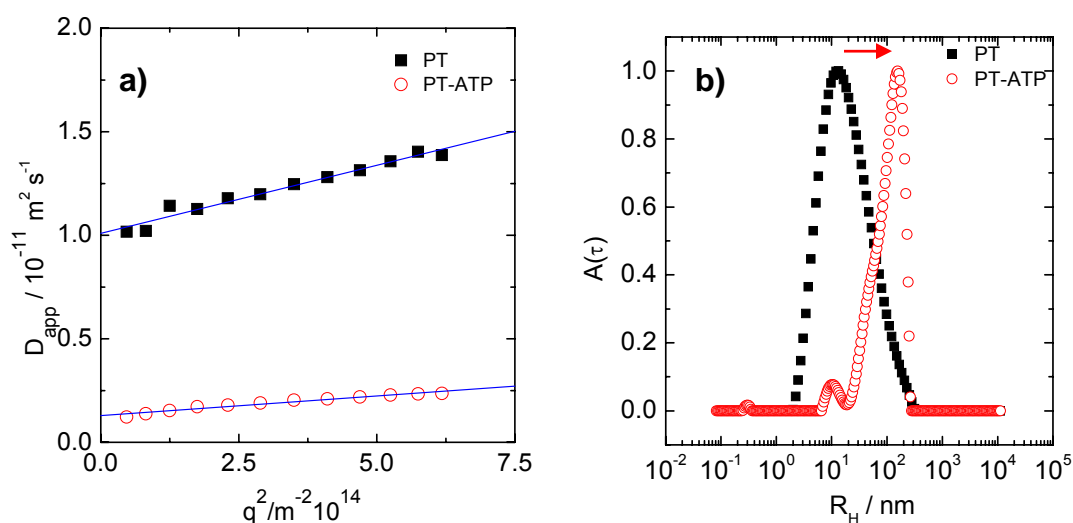 a)
PT
PT-ATP
2.0
1.5
1.0
0.5
0.0
D_app / 10^-11 m^2 s^-1
0.0 2.5 5.0 7.5
q^2/m^-2 10^14
b)
PT
PT-ATP
1.0
0.8
0.6
0.4
0.2
0.0
A(τ)
10^-2 10^-1 10^0 10^1 10^2 10^3 10^4 10^5
R_H / nm